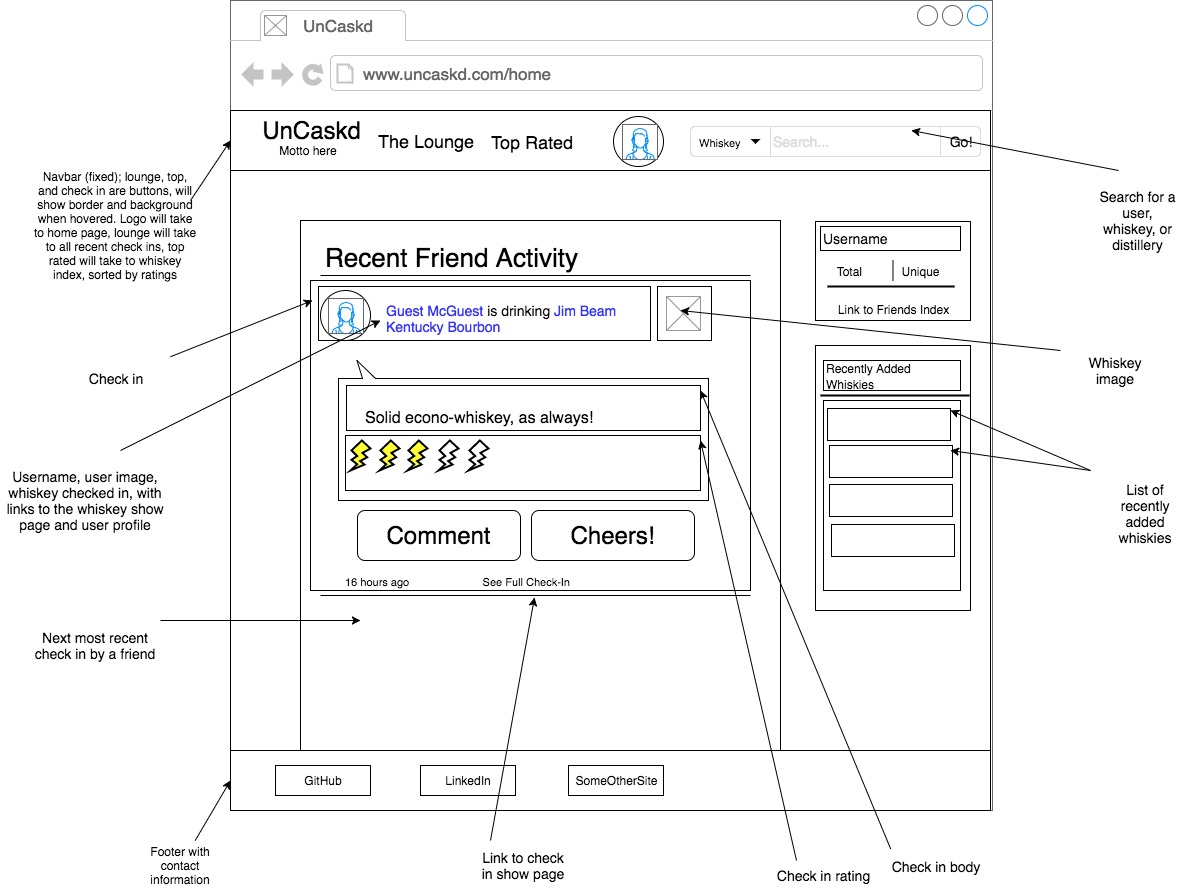 UnCaskd
www.uncaskd.com/home
UnCaskd
Motto here
The Lounge
Top Rated
Whiskey
Search...
Go!
Navbar (fixed); lounge, top,
and check in are buttons, will
show border and background
when hovered. Logo will take
to home page, lounge will take
to all recent check ins, top
rated will take to whiskey
index, sorted by ratings
Search for a
user,
whiskey, or
distillery
Recent Friend Activity
Username
Total
Unique
Link to Friends Index
Guest McGuest is drinking Jim Beam
Kentucky Bourbon
Check in
Whiskey
image
Recently Added
Whiskies
Solid econo-whiskey, as always!
Username, user image,
whiskey checked in, with
links to the whiskey show
page and user profile
List of
recently
added
whiskies
Comment
Cheers!
16 hours ago
See Full Check-In
Next most recent
check in by a friend
GitHub
LinkedIn
SomeOtherSite
Footer with
contact
information
Link to check
in show page
Check in rating
Check in body